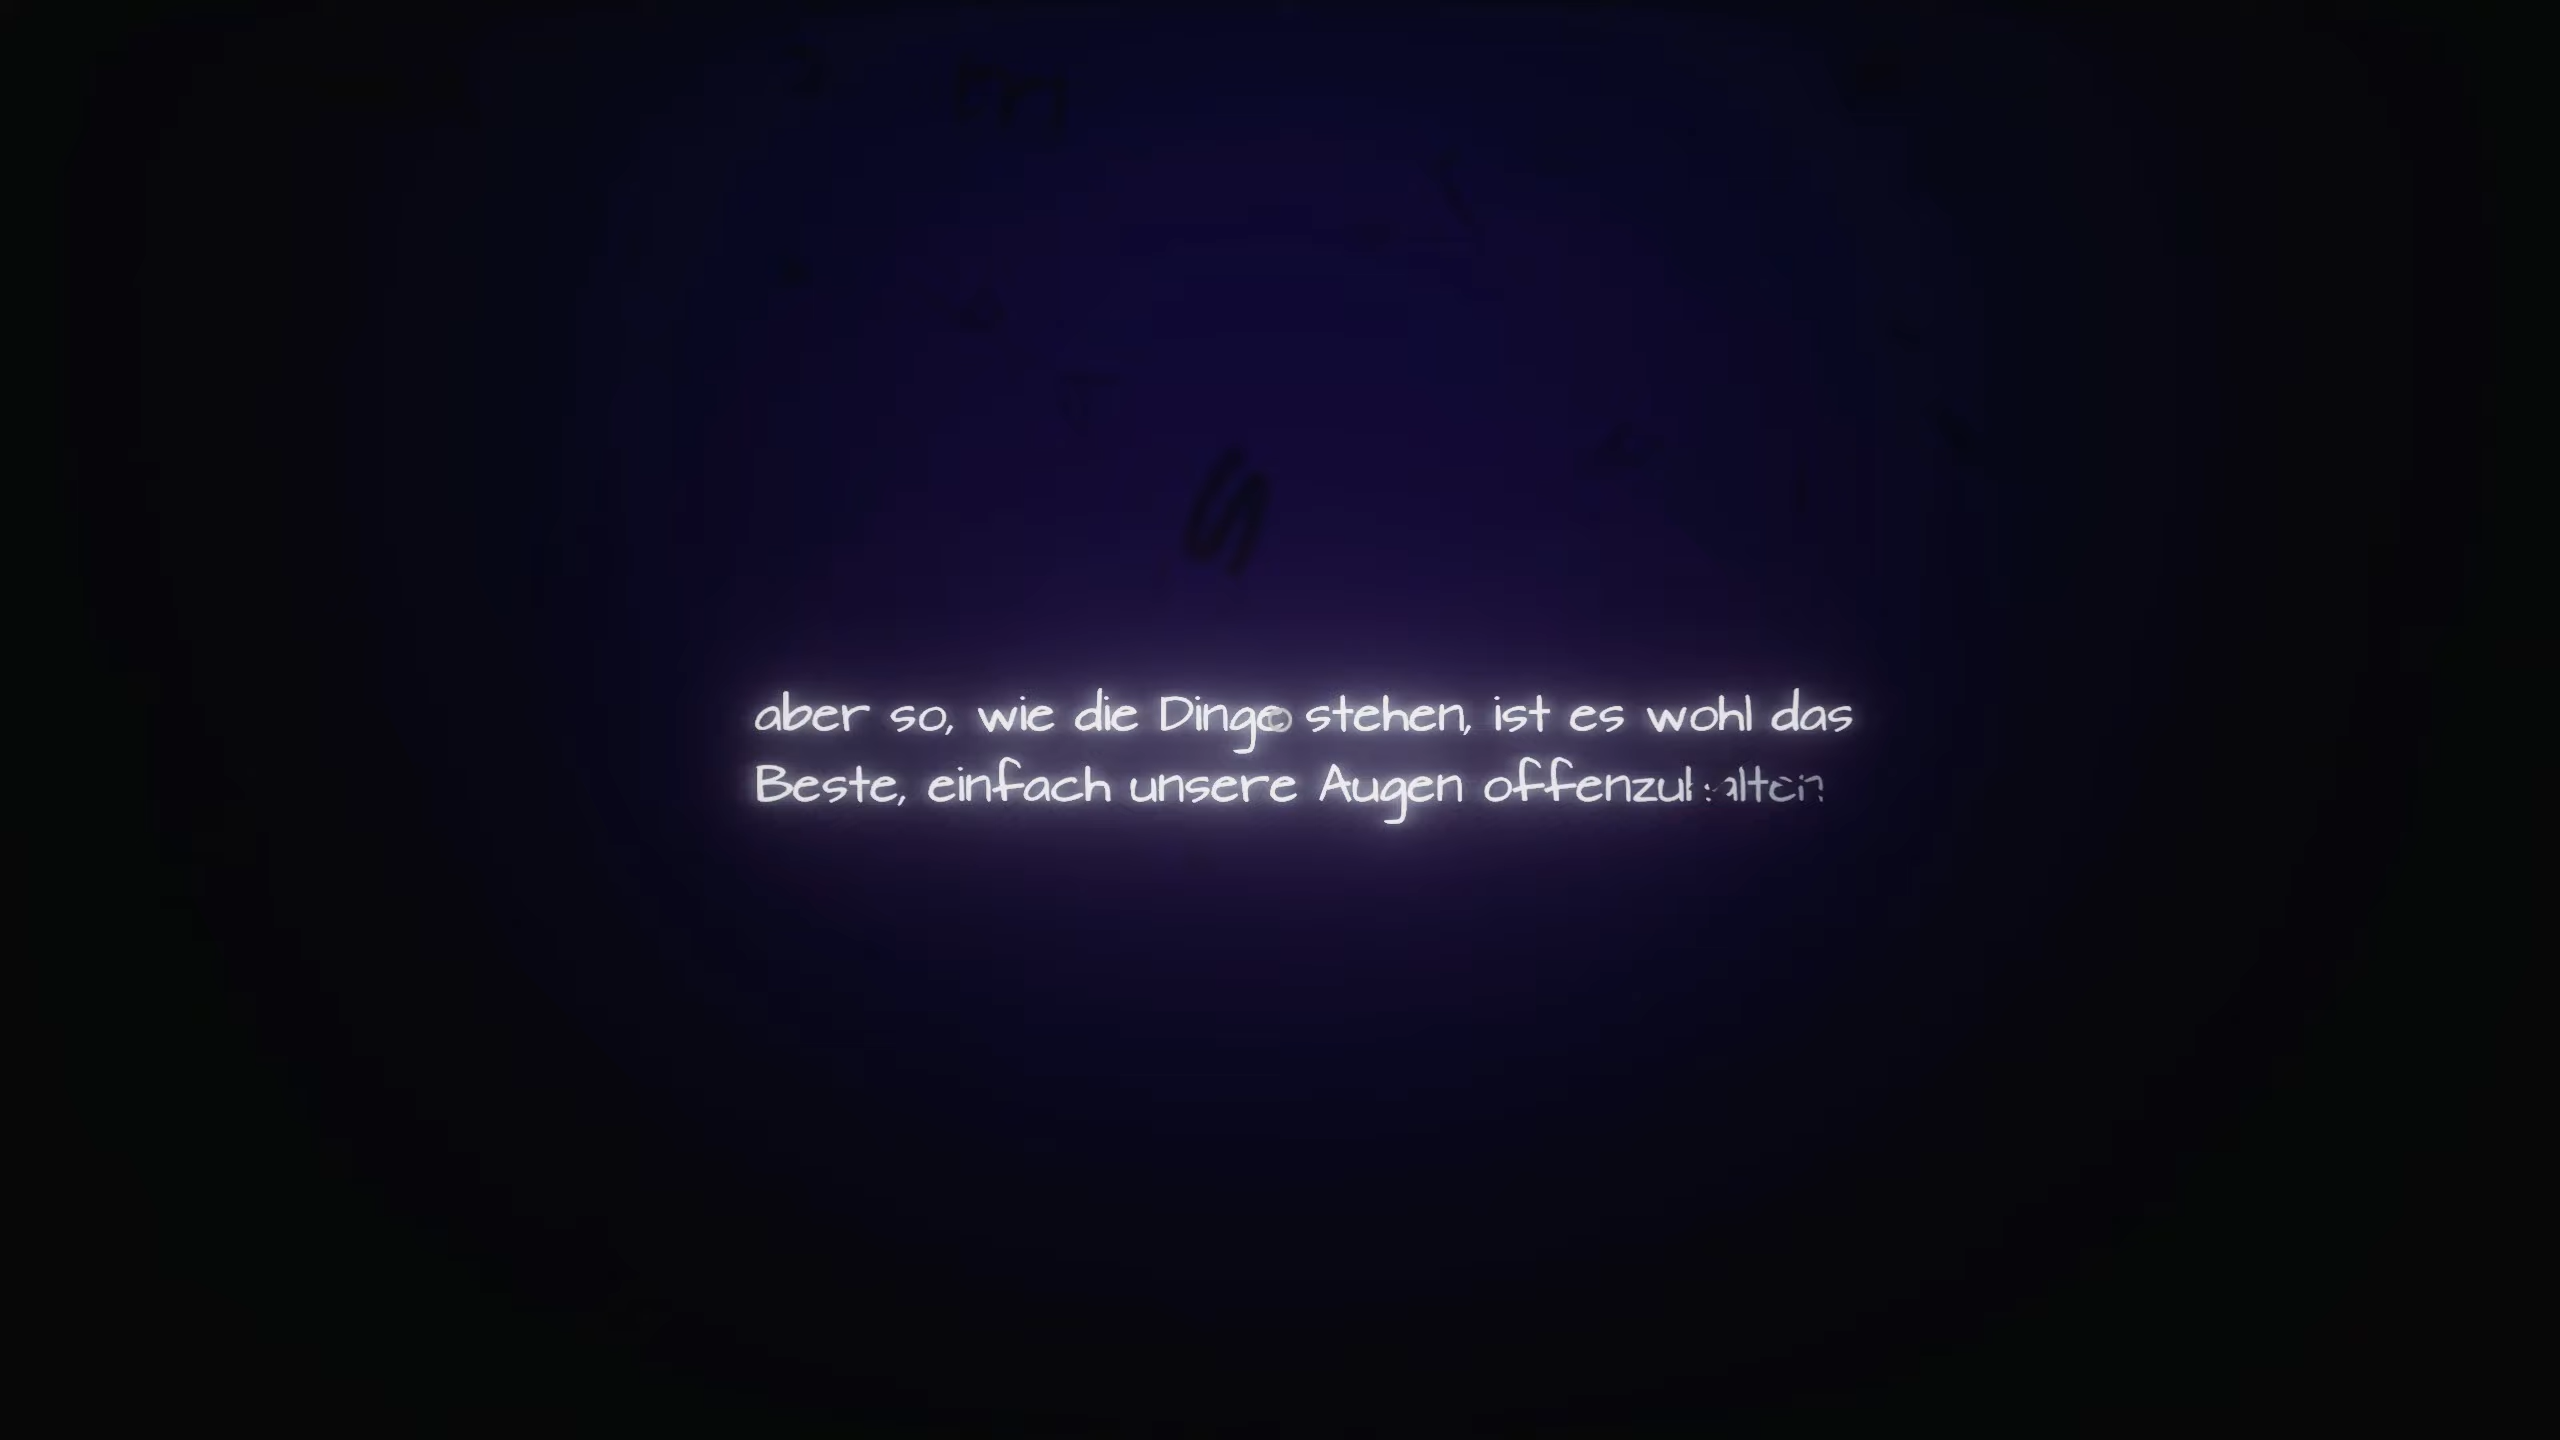 aber so, wie die Dinge stehen, ist es wohl das
Beste, einfach unsere Augen offenzuhalten